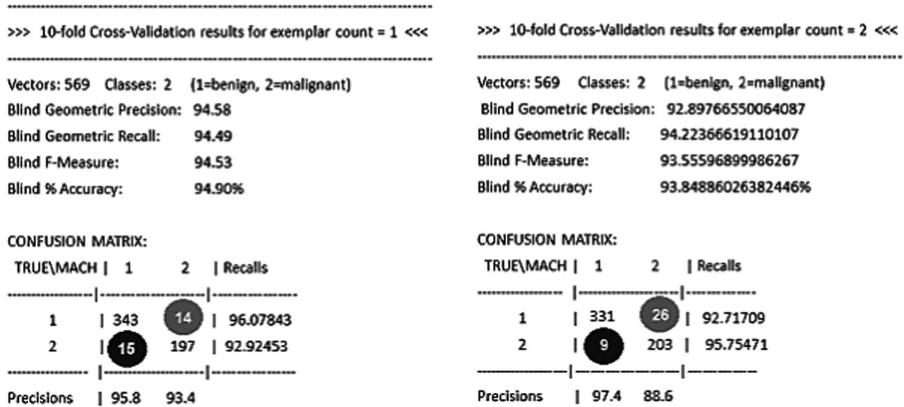 >>> 10-fold Cross-Validation results for exemplar count = 1 <<<
Vectors: 569 Classes: 2 (1=benign, 2=malignant)
Blind Geometric Precision: 94.58
Blind Geometric Recall: 94.49
Blind F-Measure: 94.53
Blind % Accuracy: 94.90%
CONFUSION MATRIX:
TRUE\MACH | 1 2 | Recalls
1 | 343 14 | 96.07843
2 | 15 197 | 92.92453
Precisions | 95.8 93.4
>>> 10-fold Cross-Validation results for exemplar count = 2 <<<
Vectors: 569 Classes: 2 (1=benign, 2=malignant)
Blind Geometric Precision: 92.89766550064087
Blind Geometric Recall: 94.22366619110107
Blind F-Measure: 93.55596899986267
Blind % Accuracy: 93.84886026382446%
CONFUSION MATRIX:
TRUE\MACH | 1 2 | Recalls
1 | 331 26 | 92.71709
2 | 9 203 | 95.75471
Precisions | 97.4 88.6